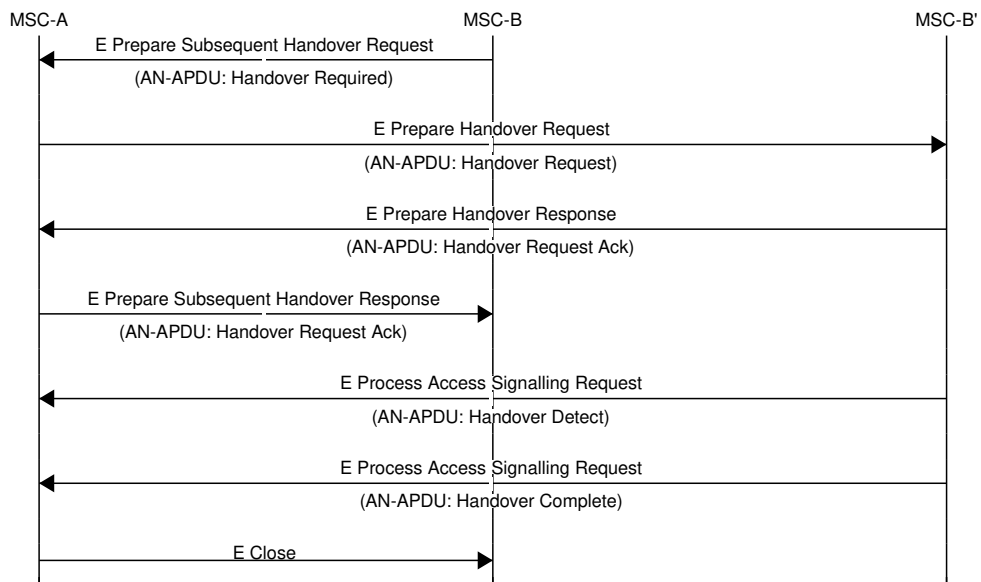 MSC-A
MSC-B
MSC-B'
E Prepare Subsequent Handover Request
(AN-APDU: Handover Required)
E Prepare Handover Request
(AN-APDU: Handover Request)
E Prepare Handover Response
(AN-APDU: Handover Request Ack)
E Prepare Subsequent Handover Response
(AN-APDU: Handover Request Ack)
E Process Access Signalling Request
(AN-APDU: Handover Detect)
E Process Access Signalling Request
(AN-APDU: Handover Complete)
E Close